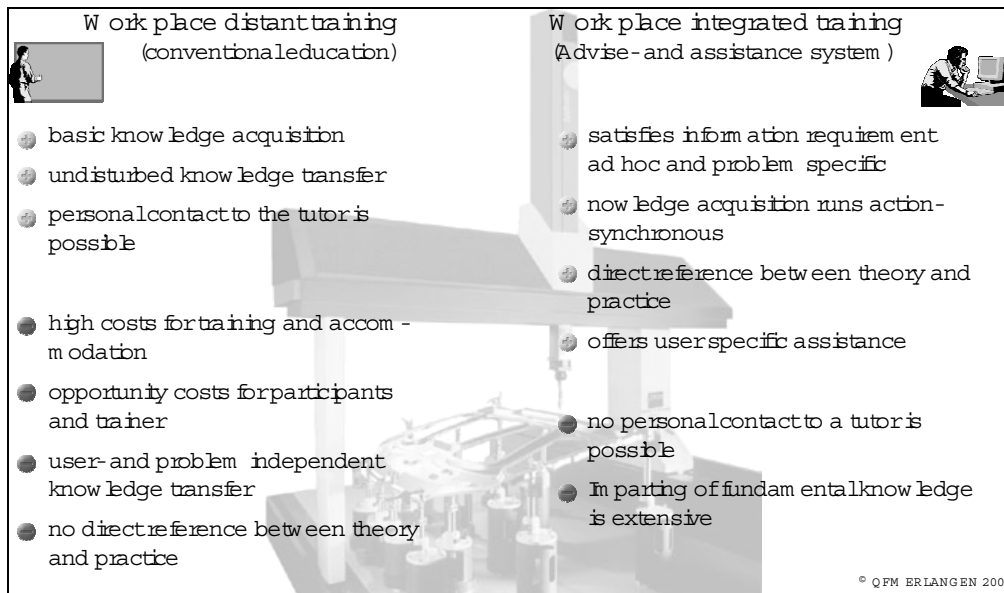 Work place distant training
(conventional education)
basic knowledge acquisition
undisturbed knowledge transfer
personal contact to the tutor is
possible
high costs for training and accom-
modation
opportunity costs for participants
and trainer
user- and problem independent
knowledge transfer
no direct reference between theory
and practice
Work place integrated training
(Advise- and assistance system)
satisfies information requirement
ad hoc and problem specific
nowledge acquisition runs action-
synchronous
direct reference between theory and
practice
offers user specific assistance
no personal contact to a tutor is
possible
Imparting of fundamental knowledge
is extensive
© QFM ERLANGEN 200